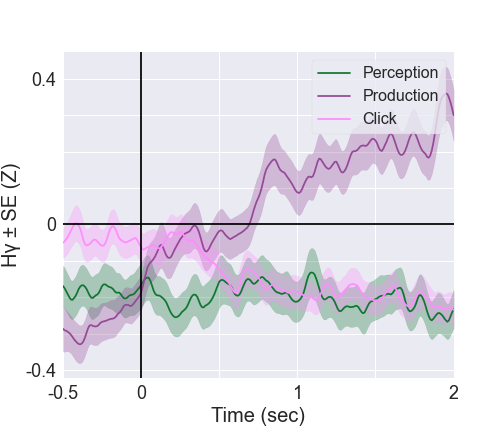 Perception
Production
Click
Hγ ± SE (Z)
0.4
0
-0.4
-0.5 0 1 2
Time (sec)